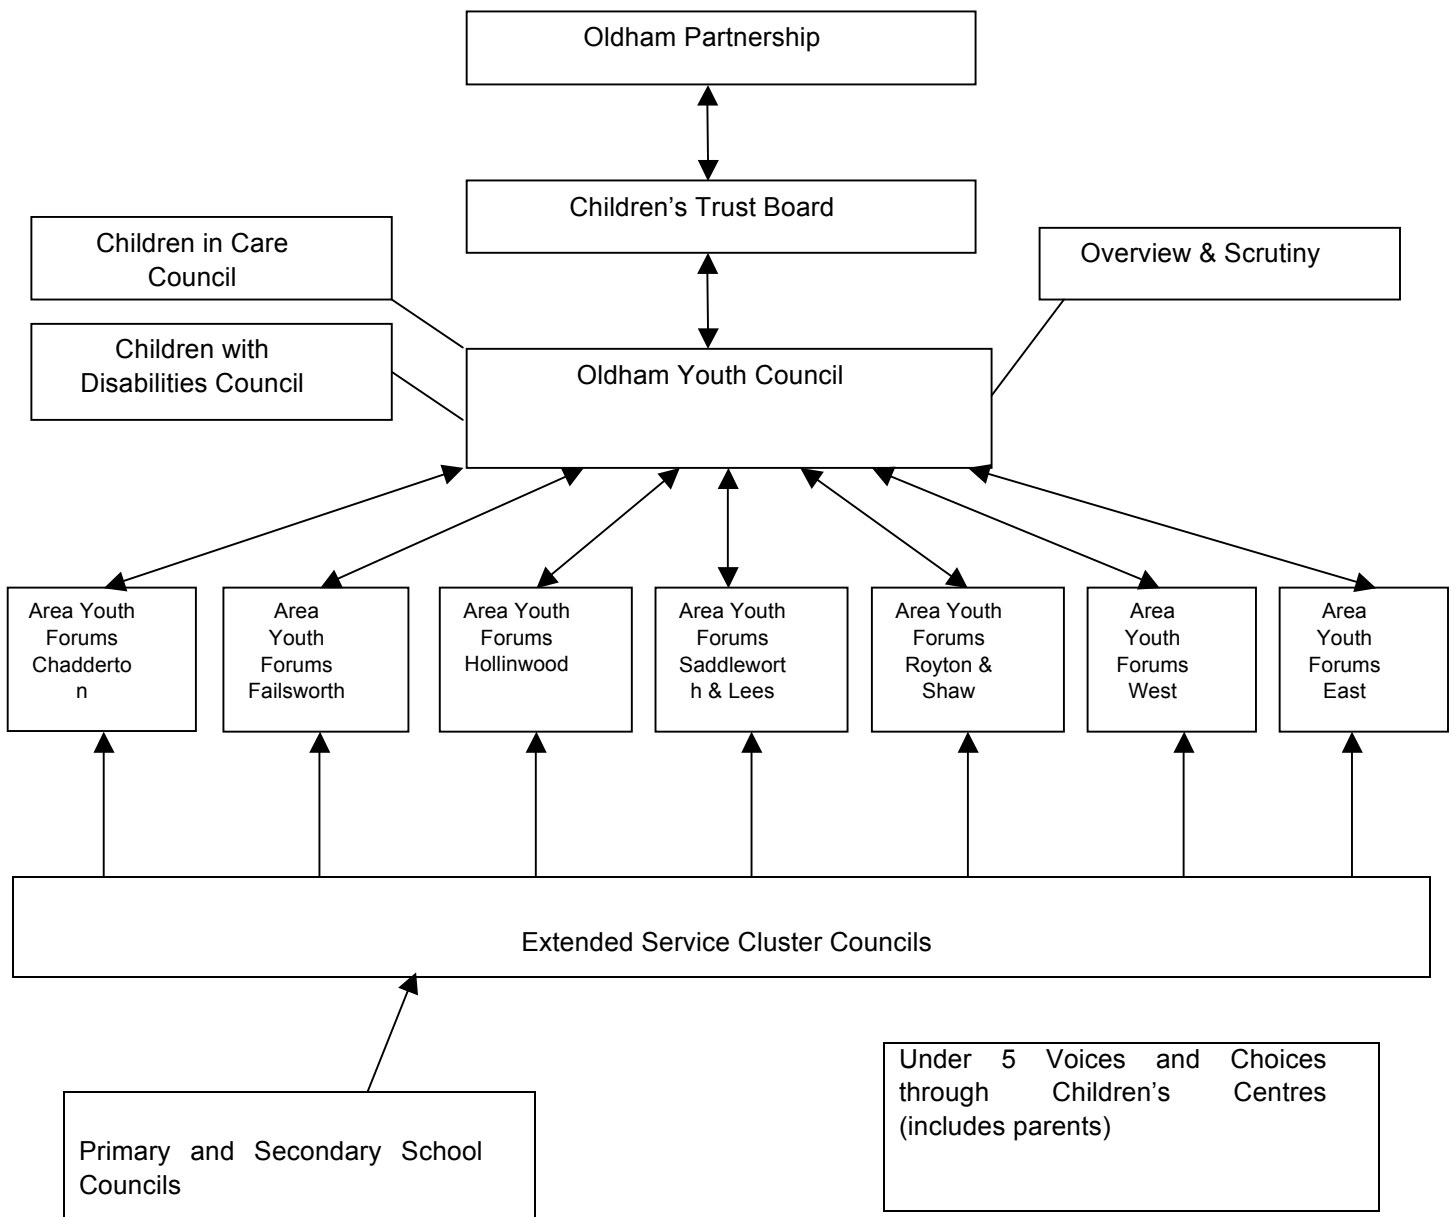 Oldham Partnership
Children’s Trust Board
Children in Care
Council
Overview & Scrutiny
Children with
Disabilities Council
Oldham Youth Council
Area Youth
Forums
Chadderto
n
Area
Youth
Forums
Failsworth
Area Youth
Forums
Hollinwood
Area Youth
Forums
Saddlewort
h & Lees
Area Youth
Forums
Royton &
Shaw
Area
Youth
Forums
West
Area
Youth
Forums
East
Extended Service Cluster Councils
Under 5 Voices and Choices
through Children’s Centres
(includes parents)
Primary and Secondary School
Councils